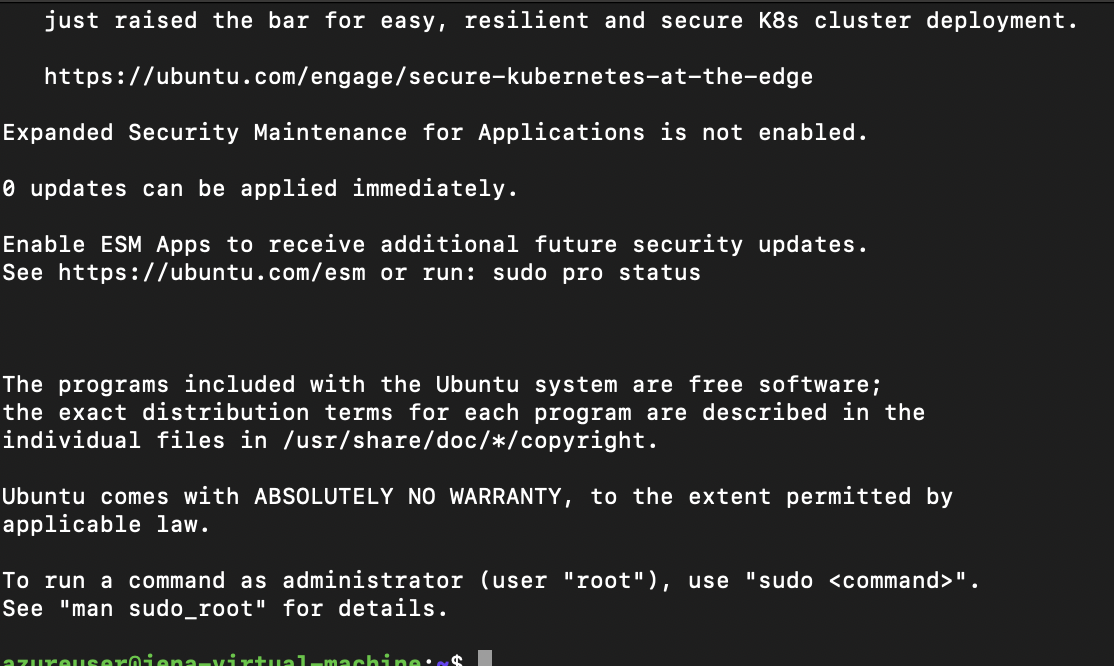 just raised the bar for easy, resilient and secure K8s cluster deployment.
https://ubuntu.com/engage/secure-kubernetes-at-the-edge
Expanded Security Maintenance for Applications is not enabled.
0 updates can be applied immediately.
Enable ESM Apps to receive additional future security updates.
See https://ubuntu.com/esm or run: sudo pro status
The programs included with the Ubuntu system are free software;
the exact distribution terms for each program are described in the
individual files in /usr/share/doc/*/copyright.
Ubuntu comes with ABSOLUTELY NO WARRANTY, to the extent permitted by
applicable law.
To run a command as administrator (user "root"), use "sudo <command>".
See "man sudo_root" for details.
azureuser@jena-virtual-machine:~$